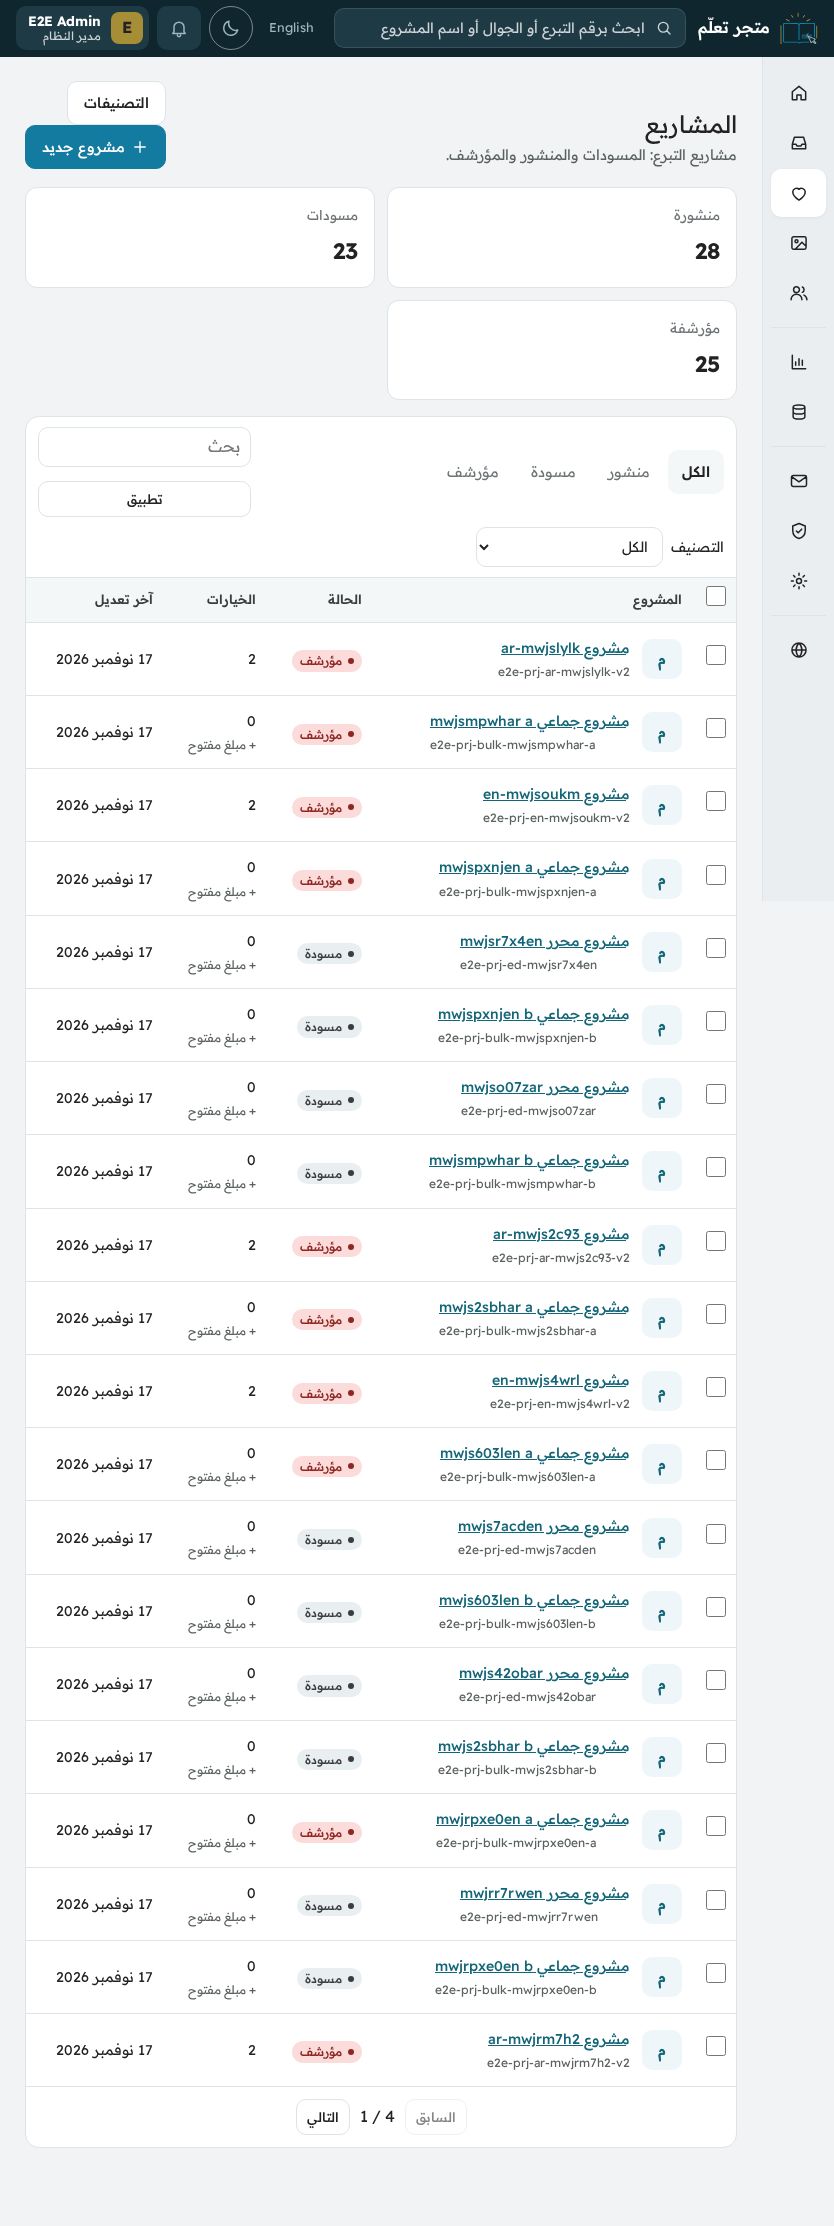 متجر تعلّم
ابحث برقم التبرع أو الجوال أو اسم المشروع
English
E2E Admin
مدير النظام
E
المشاريع
مشاريع التبرع: المسودات والمنشور والمؤرشف.
التصنيفات
+ مشروع جديد
منشورة
28
مسودات
23
مؤرشفة
25
الكل منشور مسودة مؤرشف
بحث
تطبيق
التصنيف الكل
المشروع الحالة الخيارات آخر تعديل
م مشروع ar-mwjslylk مؤرشف 2 17 نوفمبر 2026
e2e-prj-ar-mwjslylk-v2
م مشروع جماعي mwjsmpwhar a مؤرشف 0 17 نوفمبر 2026
e2e-prj-bulk-mwjsmpwhar-a + مبلغ مفتوح
م مشروع en-mwjsoukm مؤرشف 2 17 نوفمبر 2026
e2e-prj-en-mwjsoukm-v2
م مشروع جماعي mwjspxnjen a مؤرشف 0 17 نوفمبر 2026
e2e-prj-bulk-mwjspxnjen-a + مبلغ مفتوح
م مشروع محرر mwjsr7x4en مسودة 0 17 نوفمبر 2026
e2e-prj-ed-mwjsr7x4en + مبلغ مفتوح
م مشروع جماعي mwjspxnjen b مسودة 0 17 نوفمبر 2026
e2e-prj-bulk-mwjspxnjen-b + مبلغ مفتوح
م مشروع محرر mwjso07zar مسودة 0 17 نوفمبر 2026
e2e-prj-ed-mwjso07zar + مبلغ مفتوح
م مشروع جماعي mwjsmpwhar b مسودة 0 17 نوفمبر 2026
e2e-prj-bulk-mwjsmpwhar-b + مبلغ مفتوح
م مشروع ar-mwjs2c93 مؤرشف 2 17 نوفمبر 2026
e2e-prj-ar-mwjs2c93-v2
م مشروع جماعي mwjs2sbhar a مؤرشف 0 17 نوفمبر 2026
e2e-prj-bulk-mwjs2sbhar-a + مبلغ مفتوح
م مشروع en-mwjs4wrl مؤرشف 2 17 نوفمبر 2026
e2e-prj-en-mwjs4wrl-v2
م مشروع جماعي mwjs603len a مؤرشف 0 17 نوفمبر 2026
e2e-prj-bulk-mwjs603len-a + مبلغ مفتوح
م مشروع محرر mwjs7acden مسودة 0 17 نوفمبر 2026
e2e-prj-ed-mwjs7acden + مبلغ مفتوح
م مشروع جماعي mwjs603len b مسودة 0 17 نوفمبر 2026
e2e-prj-bulk-mwjs603len-b + مبلغ مفتوح
م مشروع محرر mwjs42obar مسودة 0 17 نوفمبر 2026
e2e-prj-ed-mwjs42obar + مبلغ مفتوح
م مشروع جماعي mwjs2sbhar b مسودة 0 17 نوفمبر 2026
e2e-prj-bulk-mwjs2sbhar-b + مبلغ مفتوح
م مشروع جماعي mwjrpxe0en a مؤرشف 0 17 نوفمبر 2026
e2e-prj-bulk-mwjrpxe0en-a + مبلغ مفتوح
م مشروع محرر mwjrr7rwen مسودة 0 17 نوفمبر 2026
e2e-prj-ed-mwjrr7rwen + مبلغ مفتوح
م مشروع جماعي mwjrpxe0en b مسودة 0 17 نوفمبر 2026
e2e-prj-bulk-mwjrpxe0en-b + مبلغ مفتوح
م مشروع ar-mwjrm7h2 مؤرشف 2 17 نوفمبر 2026
e2e-prj-ar-mwjrm7h2-v2
السابق 1 / 4 التالي